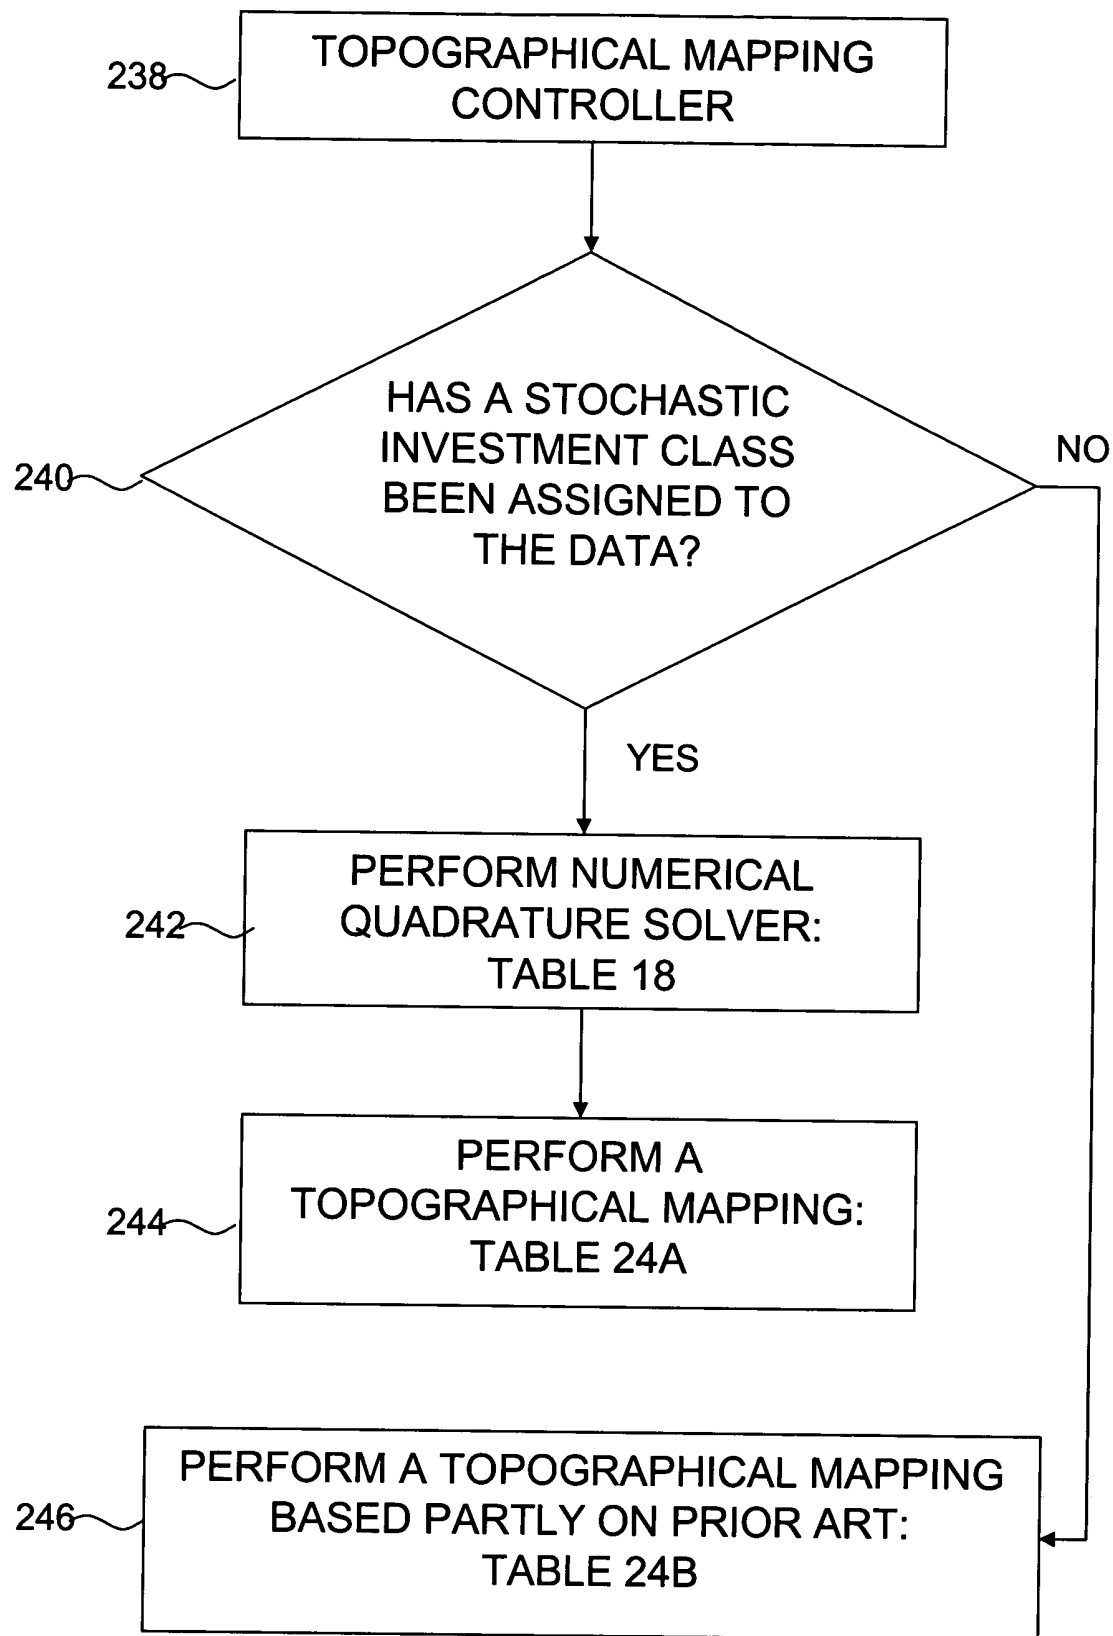 238
TOPOGRAPHICAL MAPPING
CONTROLLER
240
HAS A STOCHASTIC
INVESTMENT CLASS
BEEN ASSIGNED TO
THE DATA?
NO
YES
242
PERFORM NUMERICAL
QUADRATURE SOLVER:
TABLE 18
244
PERFORM A
TOPOGRAPHICAL MAPPING:
TABLE 24A
246
PERFORM A TOPOGRAPHICAL MAPPING
BASED PARTLY ON PRIOR ART:
TABLE 24B